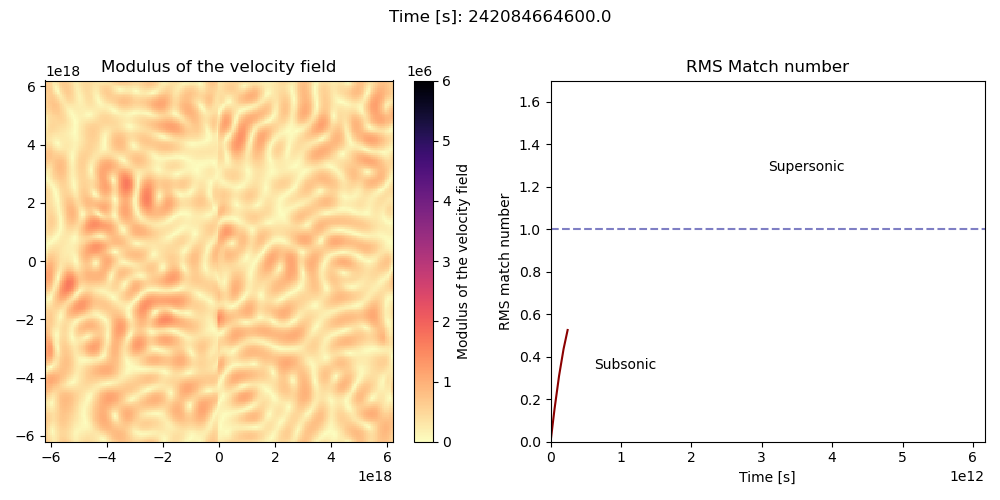 Time [s]: 242084664600.0
Modulus of the velocity field
1e18
6
4
2
0
−2
−4
−6
−6 −4 −2 0 2 4 6
1e18
1e6
6
5
4
3
2
1
0
Modulus of the velocity field
RMS Match number
RMS match number
1.6
1.4
1.2
1.0
0.8
0.6
0.4
0.2
0.0
Supersonic
Subsonic
0 1 2 3 4 5 6
Time [s]
1e12